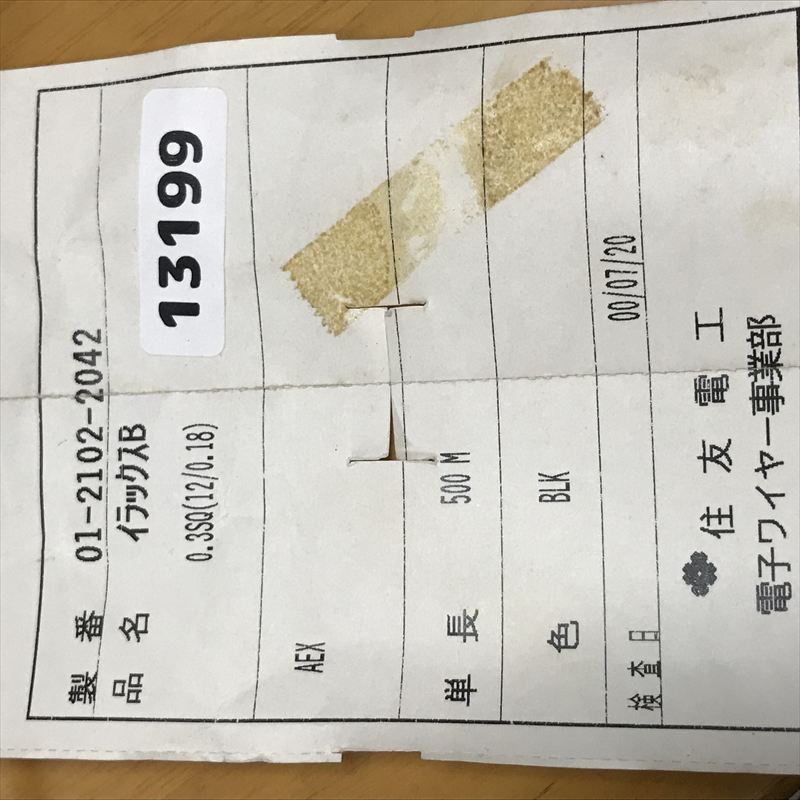 製番 01-2102-2042
品名 イラックスB
13199
0.3SQ(12/0.18)
AEX
単長 500 M
色 BLK
検査日 00/07/20
住友電工
電子ワイヤー事業部